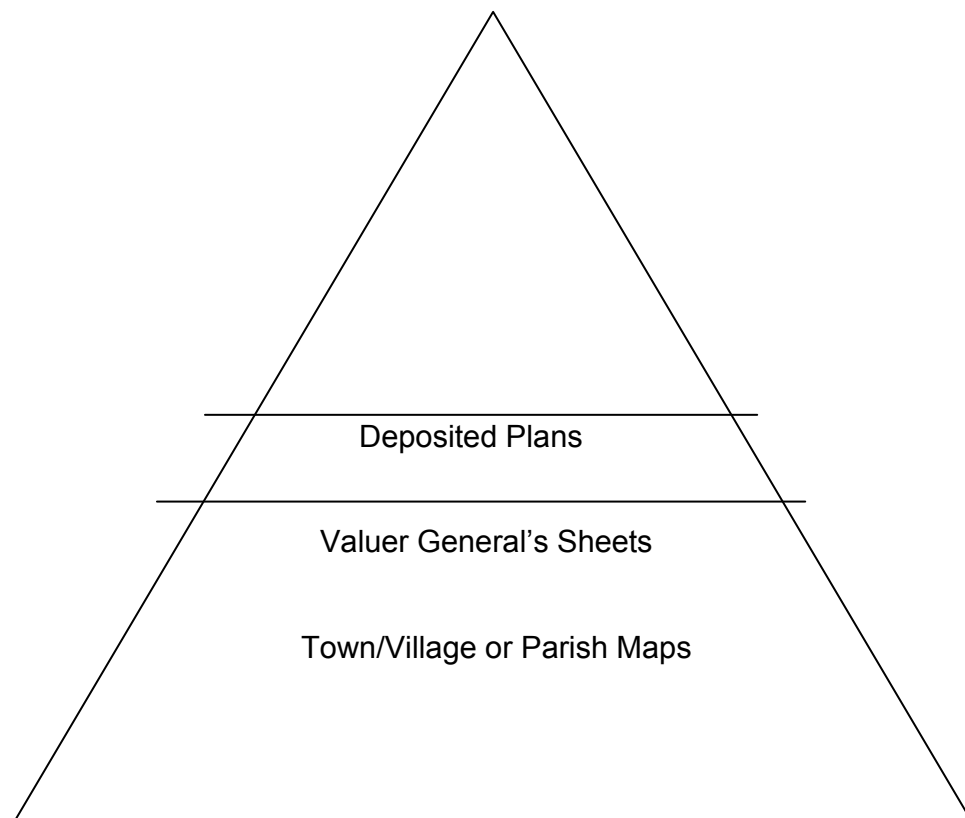 Deposited Plans
Valuer General’s Sheets
Town/Village or Parish Maps